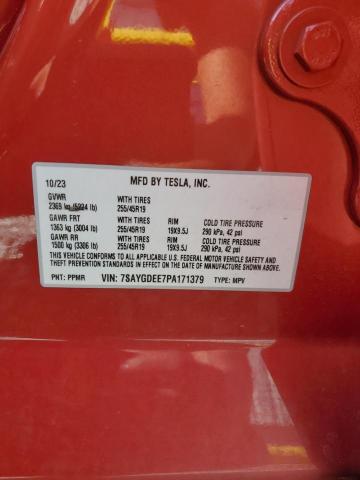 10/23 MFD BY TESLA, INC.
GVWR WITH TIRES
2369 kg (5224 lb) 255/45R19
GAWR FRT WITH TIRES RIM COLD TIRE PRESSURE
1363 kg (3004 lb) 255/45R19 19X9.5J 290 kPa, 42 psi
GAWR RR WITH TIRES RIM COLD TIRE PRESSURE
1500 kg (3306 lb) 255/45R19 19X9.5J 290 kPa, 42 psi
THIS VEHICLE CONFORMS TO ALL APPLICABLE U.S. FEDERAL MOTOR VEHICLE SAFETY AND
THEFT PREVENTION STANDARDS IN EFFECT ON THE DATE OF MANUFACTURE SHOWN ABOVE.
PNT: PPMR VIN: 7SAYGDEE7PA171379 TYPE: MPV